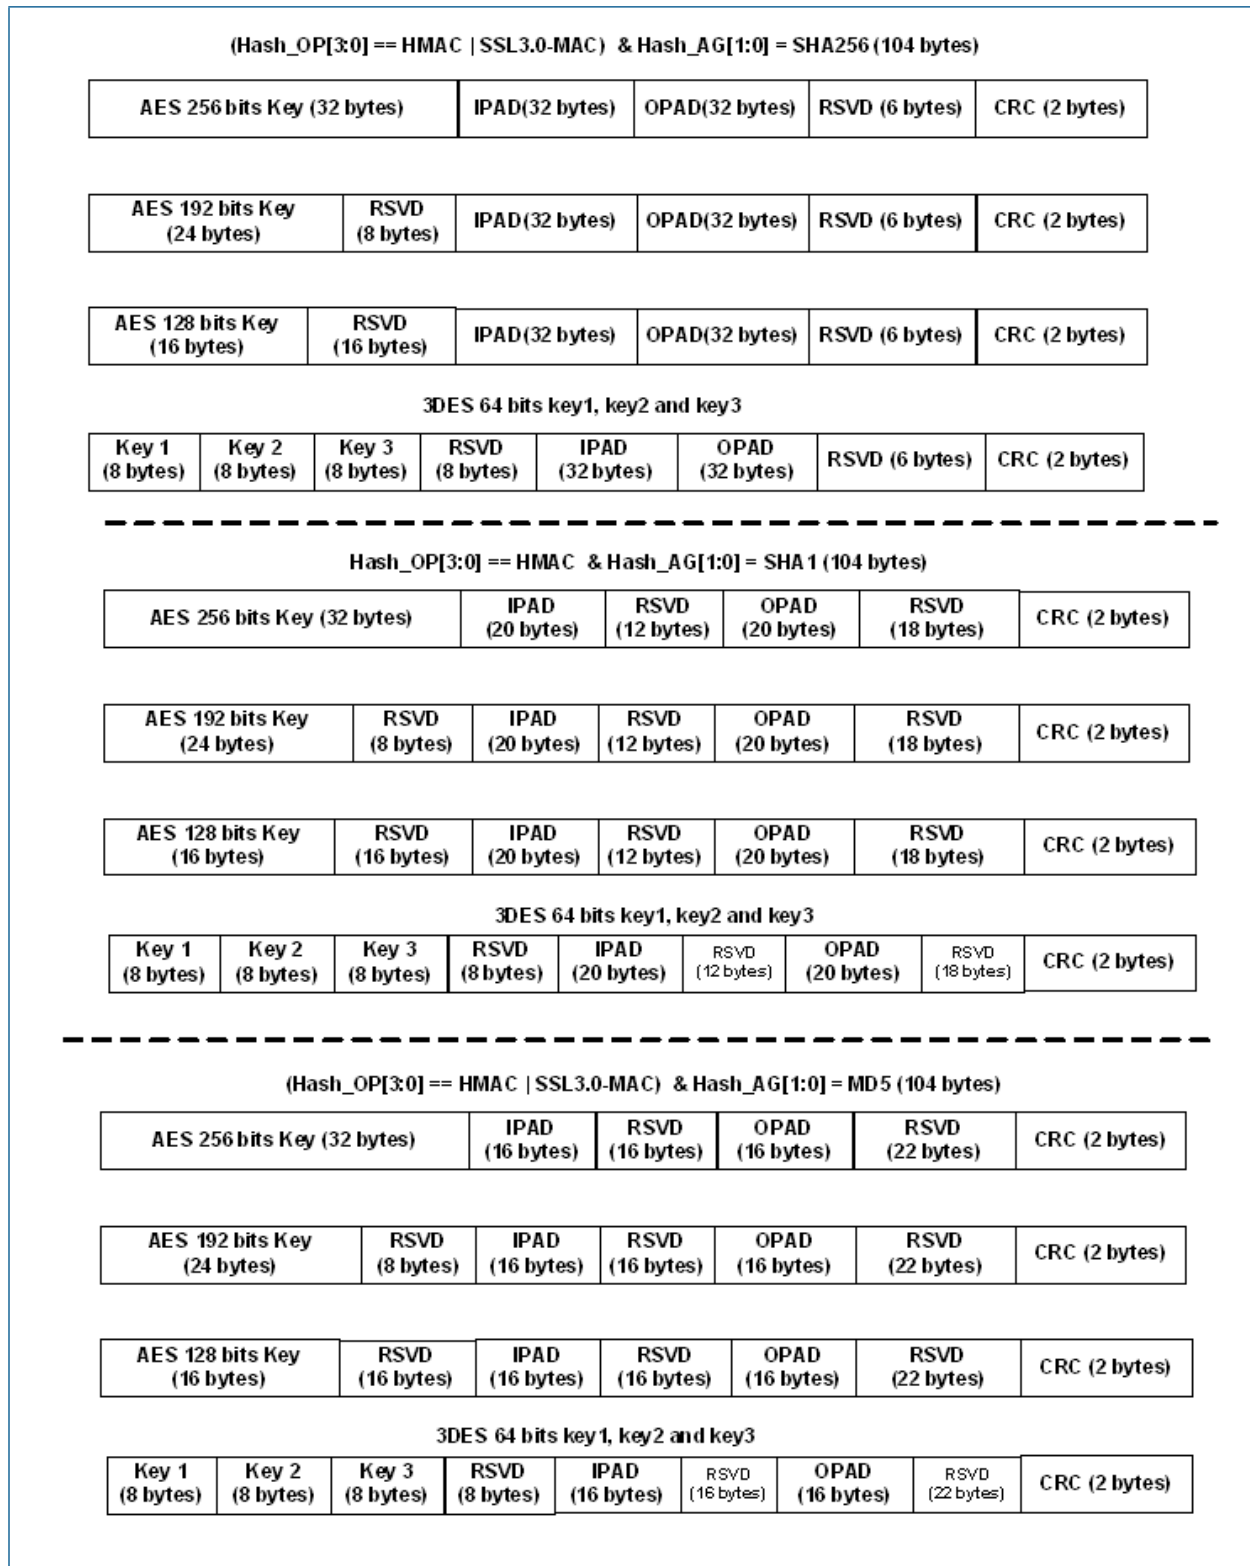 (Hash_OP[3:0] == HMAC | SSL3.0-MAC) & Hash_AG[1:0] = SHA256 (104 bytes)
AES 256 bits Key (32 bytes) IPAD(32 bytes) OPAD(32 bytes) RSVD (6 bytes) CRC (2 bytes)
AES 192 bits Key RSVD IPAD(32 bytes) OPAD(32 bytes) RSVD (6 bytes) CRC (2 bytes)
(24 bytes) (8 bytes)
AES 128 bits Key RSVD IPAD(32 bytes) OPAD(32 bytes) RSVD (6 bytes) CRC (2 bytes)
(16 bytes) (16 bytes)
3DES 64 bits key1, key2 and key3
Key 1 Key 2 Key 3 RSVD IPAD OPAD RSVD (6 bytes) CRC (2 bytes)
(8 bytes) (8 bytes) (8 bytes) (8 bytes) (32 bytes) (32 bytes)
Hash_OP[3:0] == HMAC & Hash_AG[1:0] = SHA1 (104 bytes)
AES 256 bits Key (32 bytes) IPAD RSVD OPAD RSVD CRC (2 bytes)
(20 bytes) (12 bytes) (20 bytes) (18 bytes)
AES 192 bits Key RSVD IPAD RSVD OPAD RSVD CRC (2 bytes)
(24 bytes) (8 bytes) (20 bytes) (12 bytes) (20 bytes) (18 bytes)
AES 128 bits Key RSVD IPAD RSVD OPAD RSVD CRC (2 bytes)
(16 bytes) (16 bytes) (20 bytes) (12 bytes) (20 bytes) (18 bytes)
3DES 64 bits key1, key2 and key3
Key 1 Key 2 Key 3 RSVD IPAD RSVD OPAD RSVD CRC (2 bytes)
(8 bytes) (8 bytes) (8 bytes) (8 bytes) (20 bytes) (12 bytes) (20 bytes) (18 bytes)
(Hash_OP[3:0] == HMAC | SSL3.0-MAC) & Hash_AG[1:0] = MD5 (104 bytes)
AES 256 bits Key (32 bytes) IPAD RSVD OPAD RSVD CRC (2 bytes)
(16 bytes) (16 bytes) (16 bytes) (22 bytes)
AES 192 bits Key RSVD IPAD RSVD OPAD RSVD CRC (2 bytes)
(24 bytes) (8 bytes) (16 bytes) (16 bytes) (16 bytes) (22 bytes)
AES 128 bits Key RSVD IPAD RSVD OPAD RSVD CRC (2 bytes)
(16 bytes) (16 bytes) (16 bytes) (16 bytes) (16 bytes) (22 bytes)
3DES 64 bits key1, key2 and key3
Key 1 Key 2 Key 3 RSVD IPAD RSVD OPAD RSVD CRC (2 bytes)
(8 bytes) (8 bytes) (8 bytes) (8 bytes) (16 bytes) (16 bytes) (16 bytes) (22 bytes)